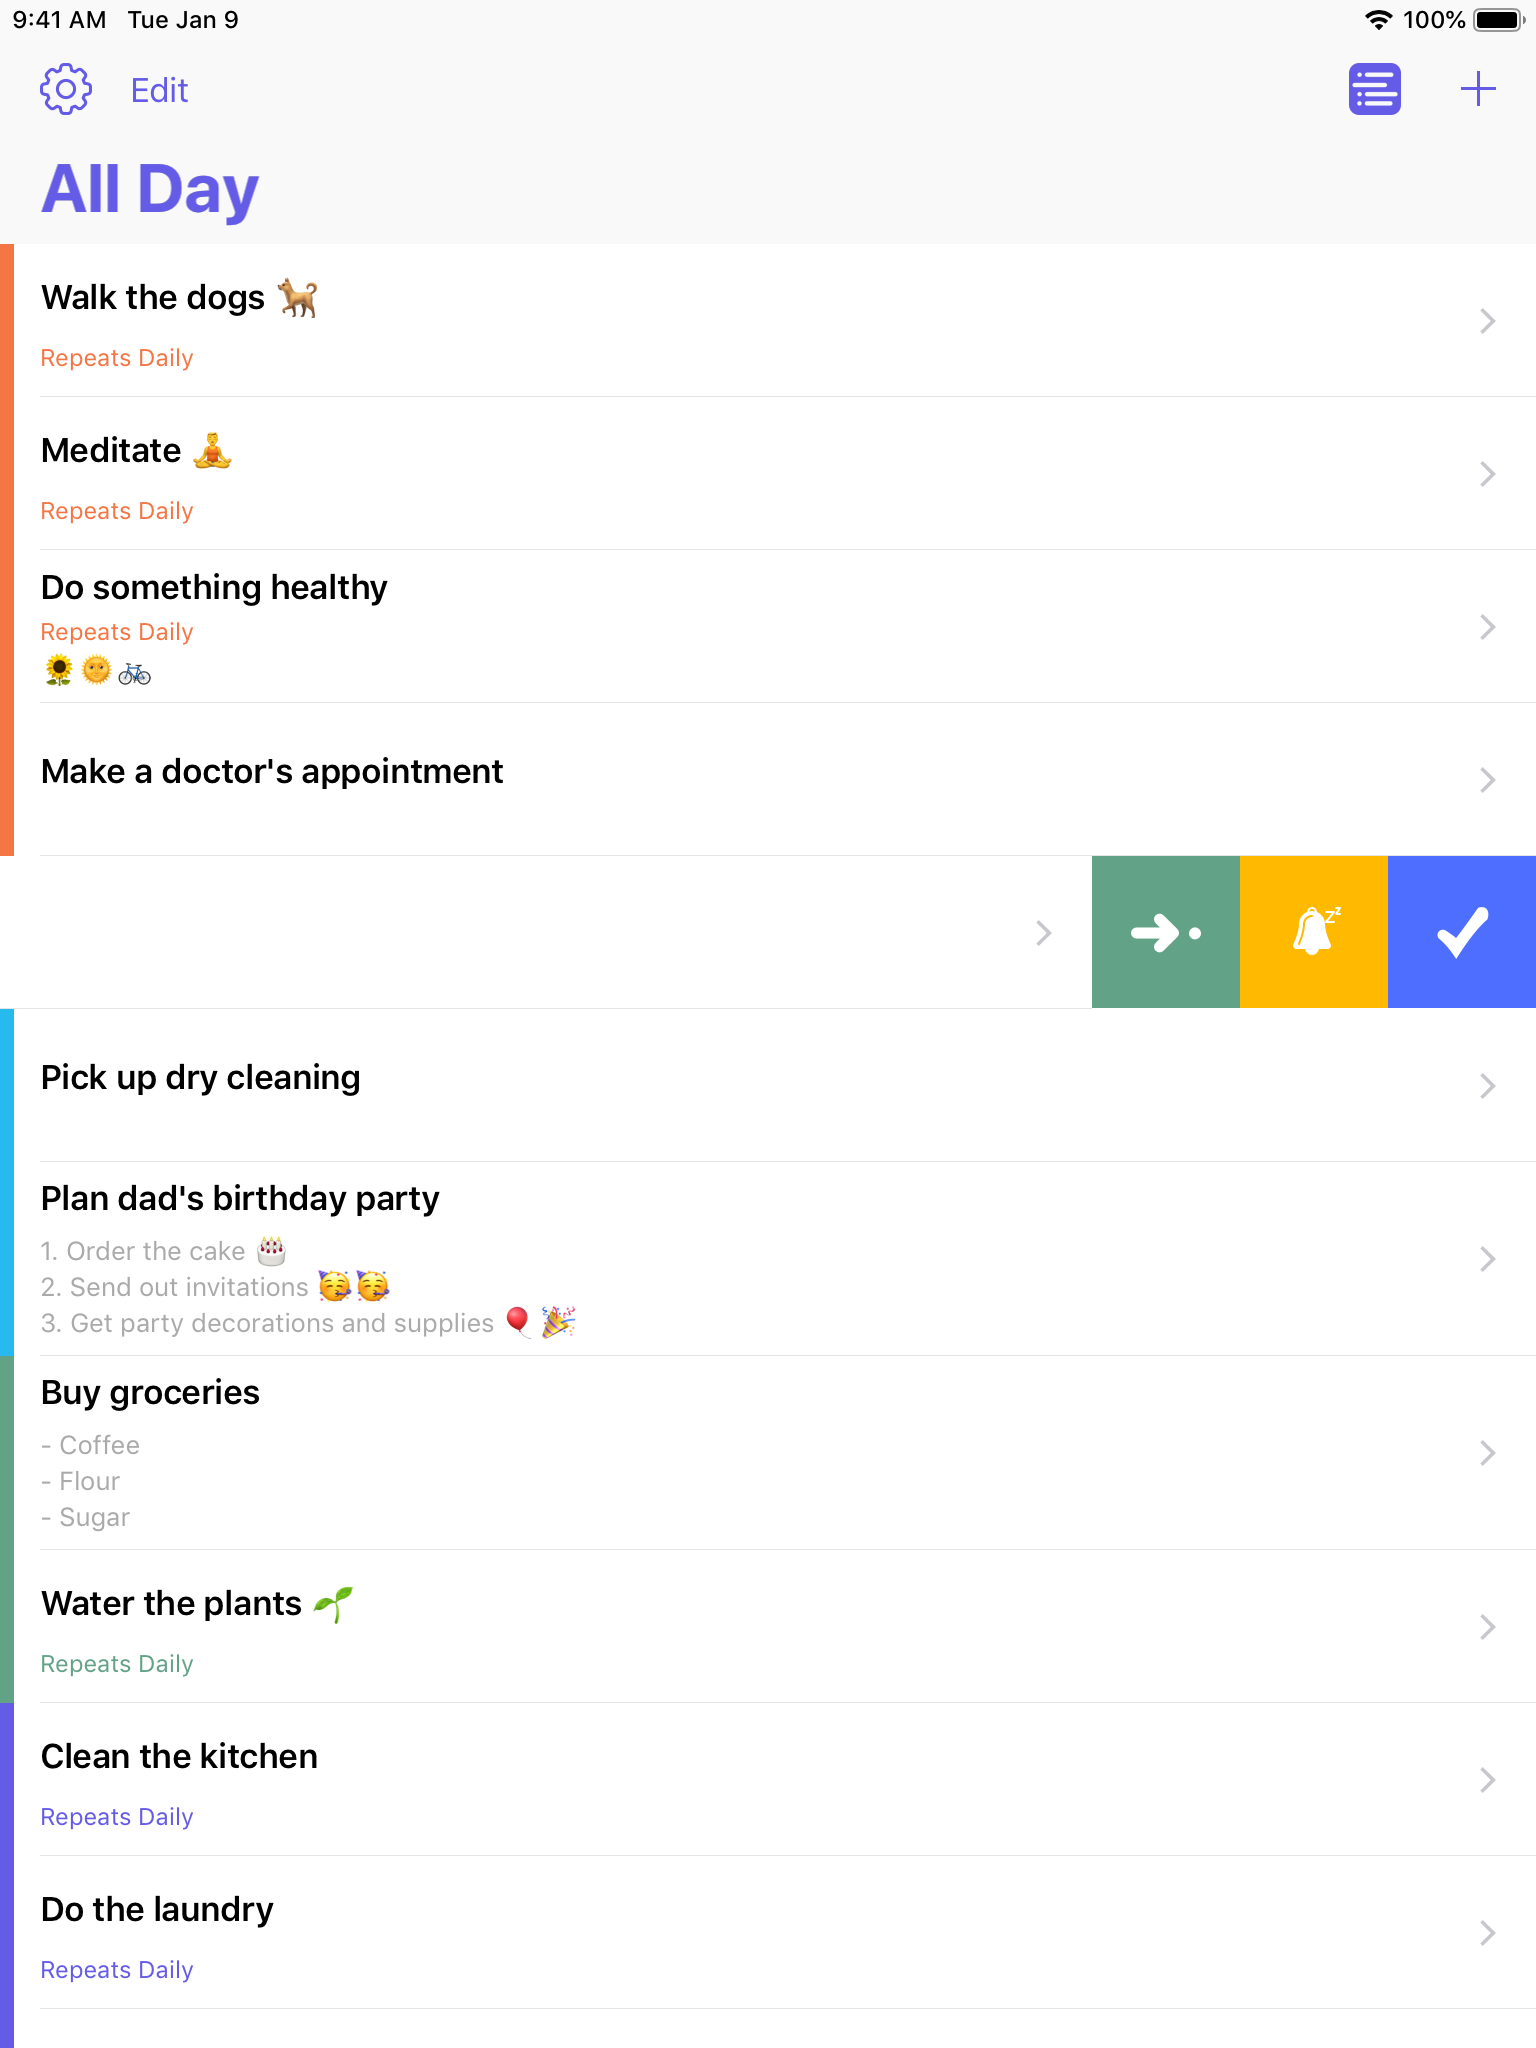 9:41 AM Tue Jan 9 100%
Edit
All Day
Walk the dogs 🐕
Repeats Daily
Meditate 🧘
Repeats Daily
Do something healthy
Repeats Daily
🌻🌞🚲
Make a doctor's appointment
Pick up dry cleaning
Plan dad's birthday party
1. Order the cake 🎂
2. Send out invitations 🥳🥳
3. Get party decorations and supplies 🎈🎉
Buy groceries
- Coffee
- Flour
- Sugar
Water the plants 🌱
Repeats Daily
Clean the kitchen
Repeats Daily
Do the laundry
Repeats Daily